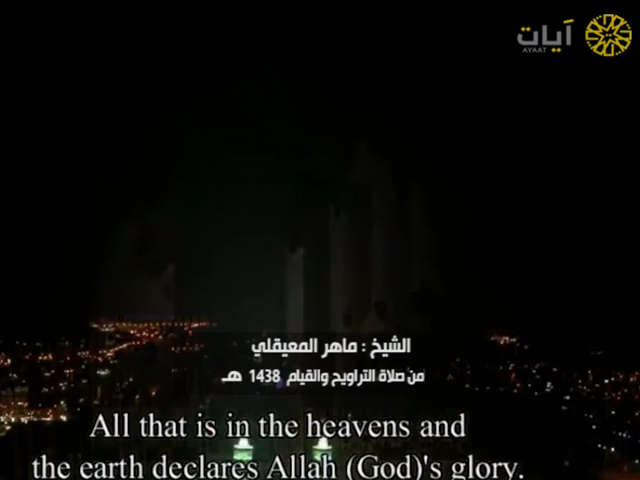 آيات
AYAAT
الشيخ : ماهر المعيقلي
من صلاة التراويح والقيام 1438 هـ
All that is in the heavens and
the earth declares Allah (God)'s glory.